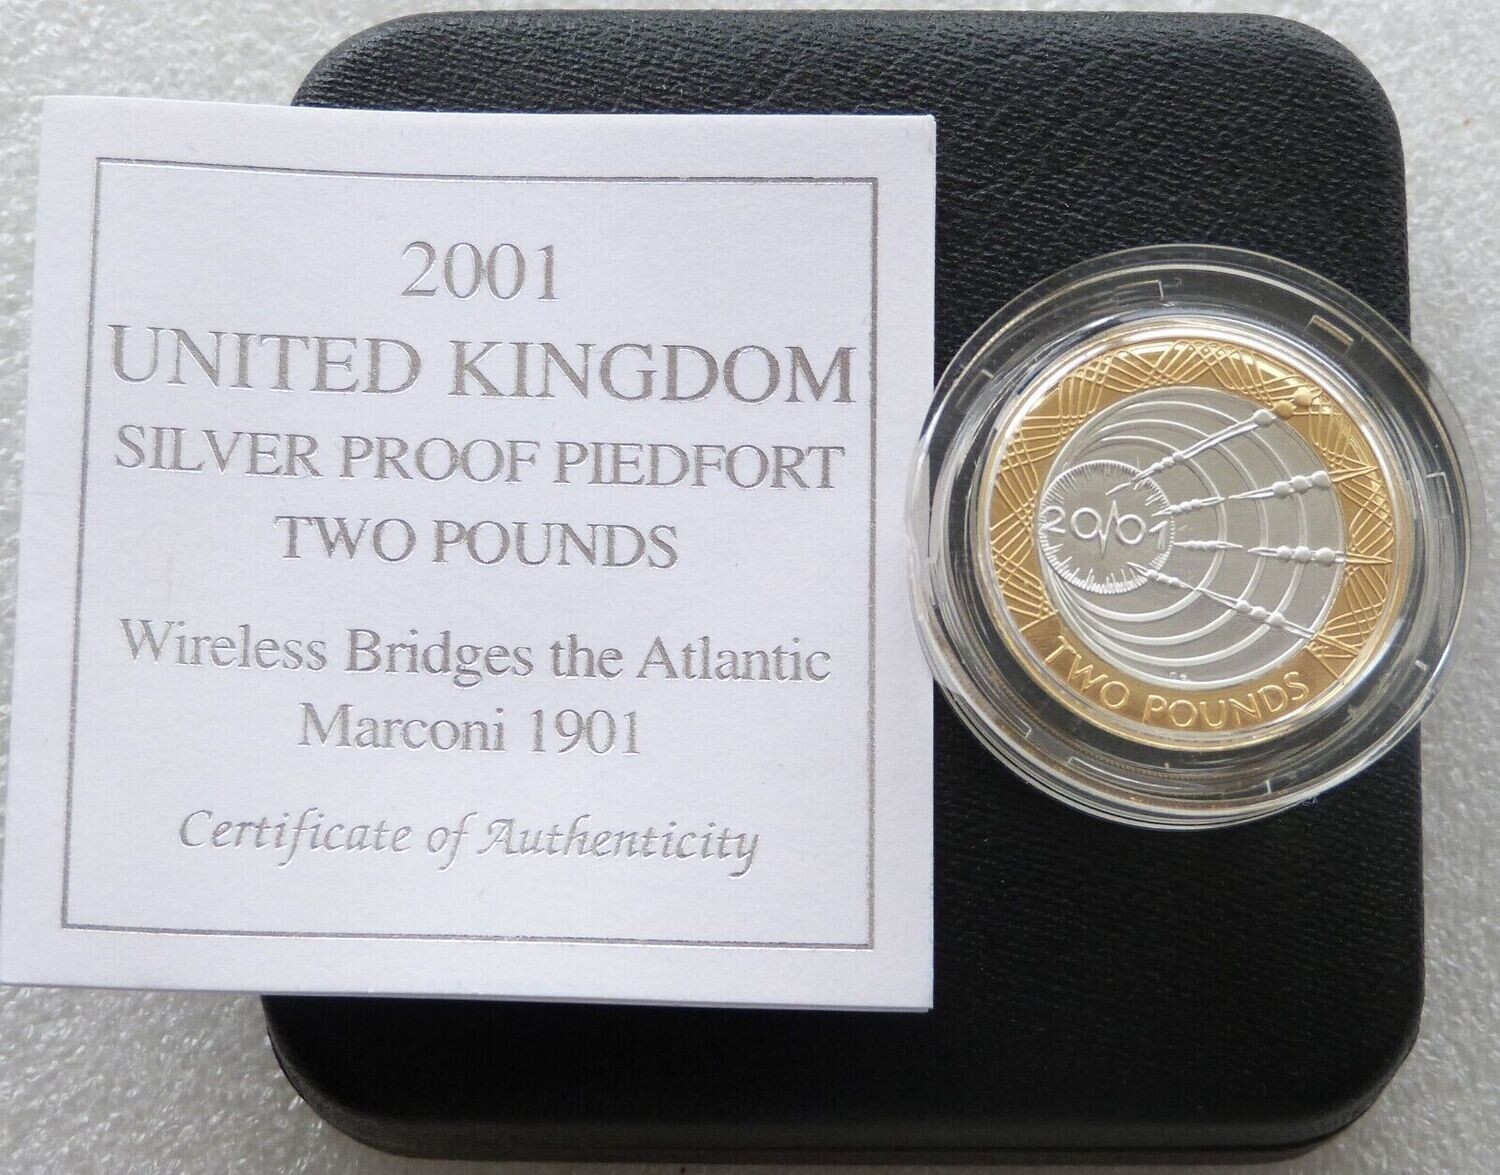 2001
UNITED KINGDOM
SILVER PROOF PIEDFORT
TWO POUNDS
Wireless Bridges the Atlantic
Marconi 1901
Certificate of Authenticity
2001
TWO POUNDS